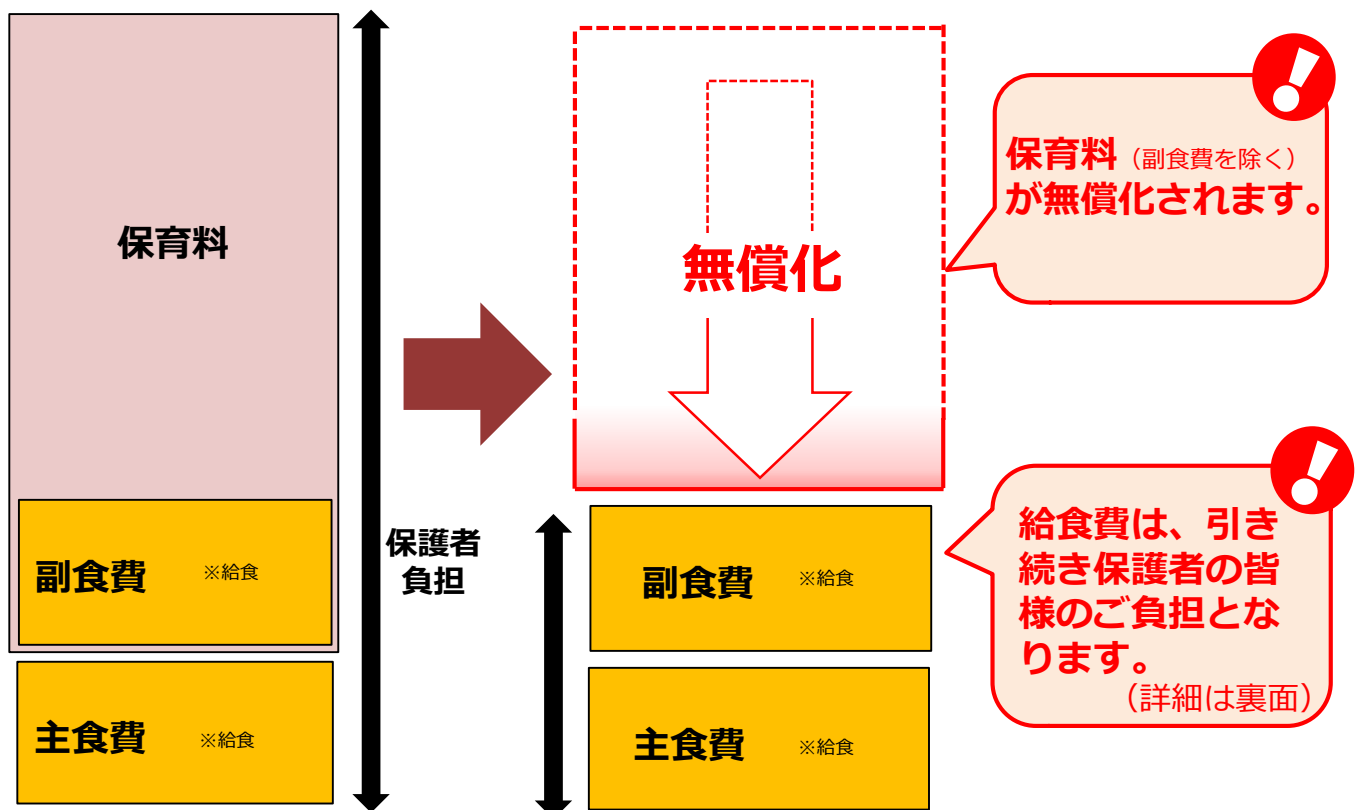 保育料
副食費 ※給食
主食費 ※給食
保護者
負担
無償化
副食費 ※給食
主食費 ※給食
保育料（副食費を除く）
が無償化されます。
給食費は、引き
続き保護者の皆
様のご負担とな
ります。
（詳細は裏面）